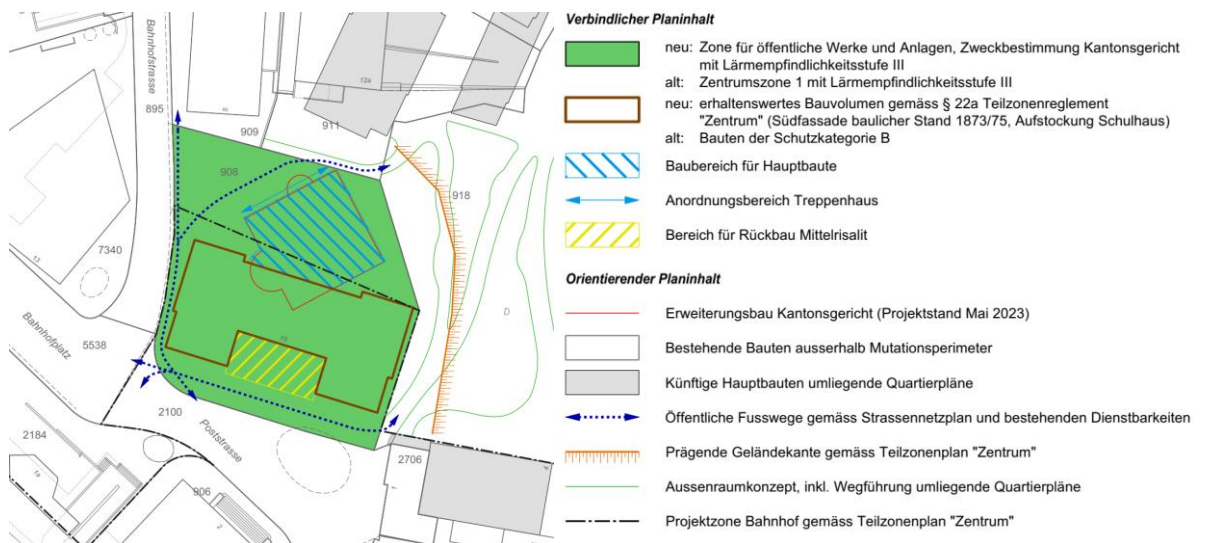 Bahnhofstrasse
895
909
911
12a
908
918
7340
13
D
Bahnhofplatz
5538
2100
Poststrasse
2184
1a
906
2
2706
Verbindlicher Planinhalt
neu: Zone für öffentliche Werke und Anlagen, Zweckbestimmung Kantonsgericht
mit Lärmempfindlichkeitsstufe III
alt: Zentrumszone 1 mit Lärmempfindlichkeitsstufe III
neu: erhaltenswertes Bauvolumen gemäss § 22a Teilzonenreglement
"Zentrum" (Südfassade baulicher Stand 1873/75, Aufstockung Schulhaus)
alt: Bauten der Schutzkategorie B
Baubereich für Hauptbaute
Anordnungsbereich Treppenhaus
Bereich für Rückbau Mittelrisalit
Orientierender Planinhalt
Erweiterungsbau Kantonsgericht (Projektstand Mai 2023)
Bestehende Bauten ausserhalb Mutationsperimeter
Künftige Hauptbauten umliegende Quartierpläne
Öffentliche Fusswege gemäss Strassennetzplan und bestehenden Dienstbarkeiten
Prägende Geländekante gemäss Teilzonenplan "Zentrum"
Aussenraumkonzept, inkl. Wegführung umliegende Quartierpläne
Projektzone Bahnhof gemäss Teilzonenplan "Zentrum"